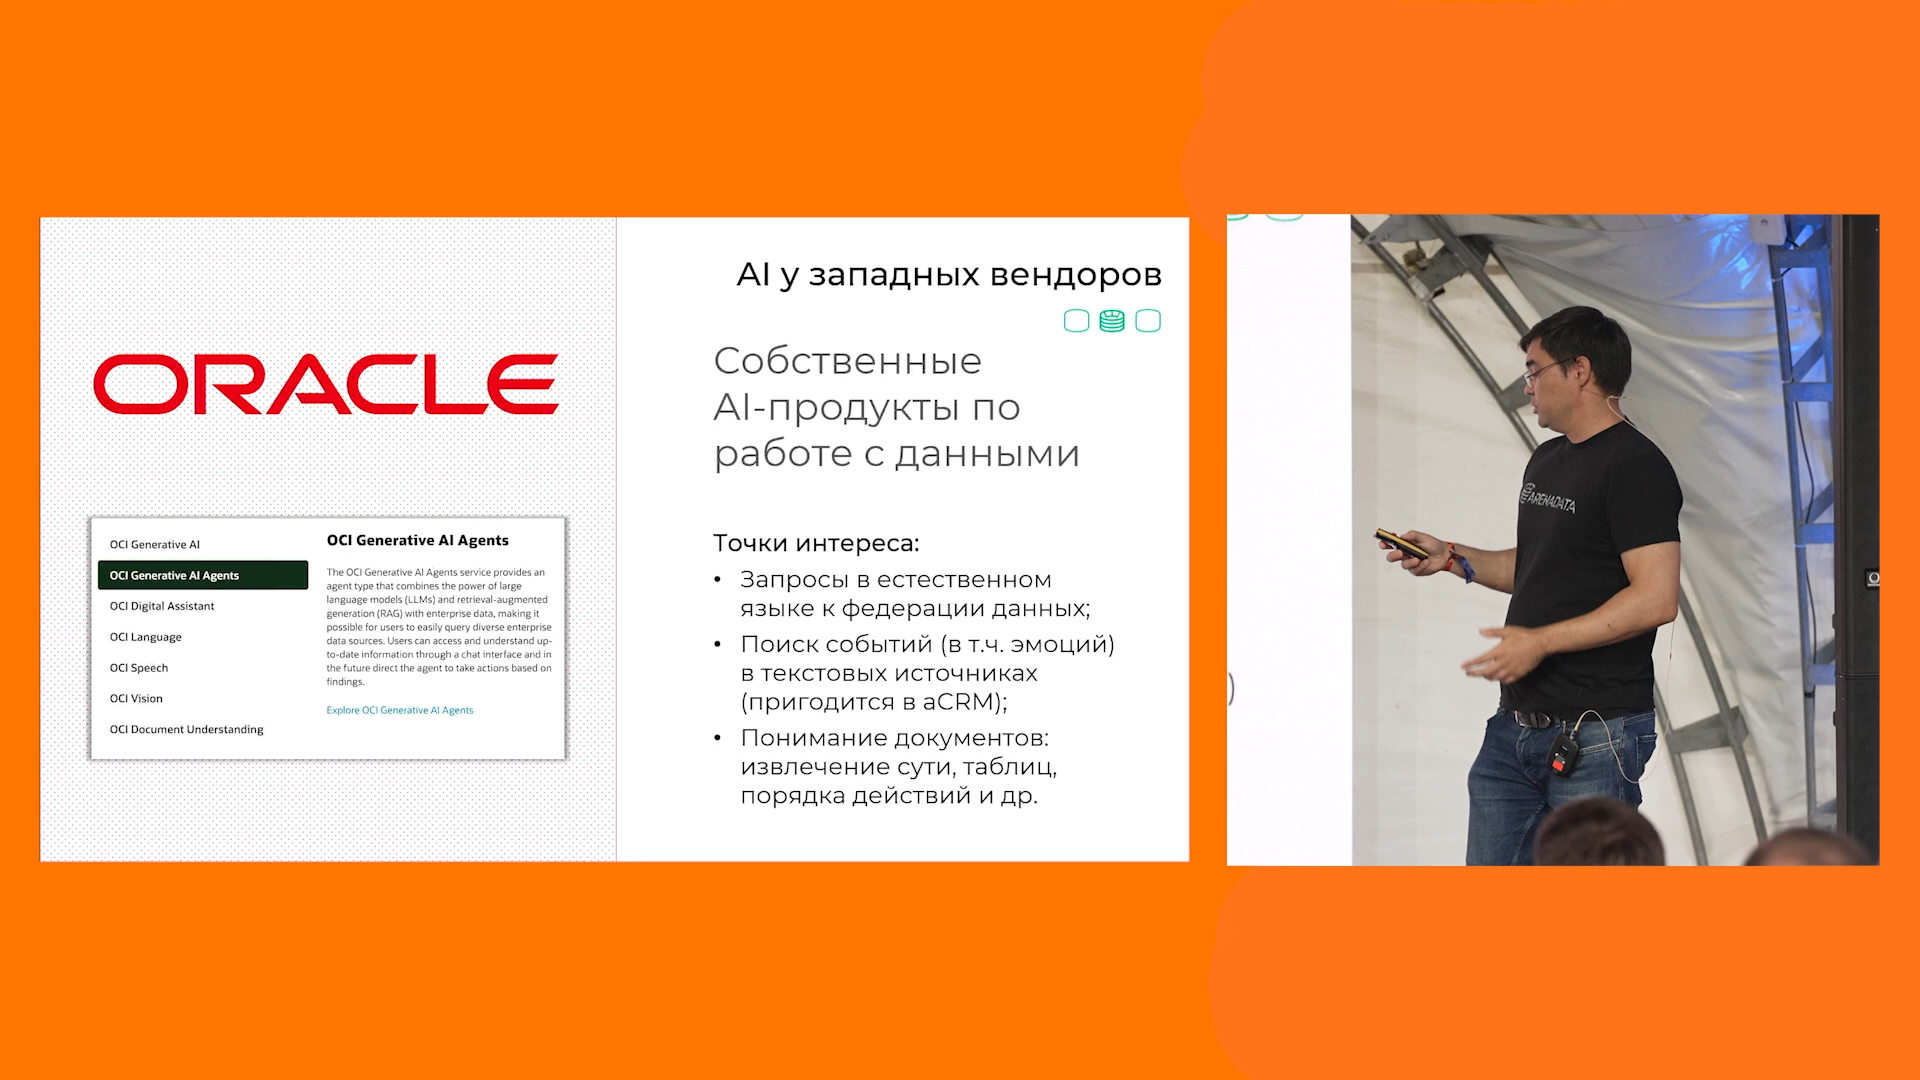 ORACLE
OCI Generative AI
OCI Generative AI Agents
OCI Digital Assistant
OCI Language
OCI Speech
OCI Vision
OCI Document Understanding
OCI Generative AI Agents
The OCI Generative AI Agents service provides an
agent type that combines the power of large
language models (LLMs) and retrieval-augmented
generation (RAG) with enterprise data, making it
possible for users to easily query diverse enterprise
data sources. Users can access and understand up-
to-date information through a chat interface and in
the future direct the agent to take actions based on
findings.
Explore OCI Generative AI Agents
AI у западных вендоров
Собственные
AI-продукты по
работе с данными
Точки интереса:
• Запросы в естественном
языке к федерации данных;
• Поиск событий (в т.ч. эмоций)
в текстовых источниках
(пригодится в aCRM);
• Понимание документов:
извлечение сути, таблиц,
порядка действий и др.
)
ARENADATA